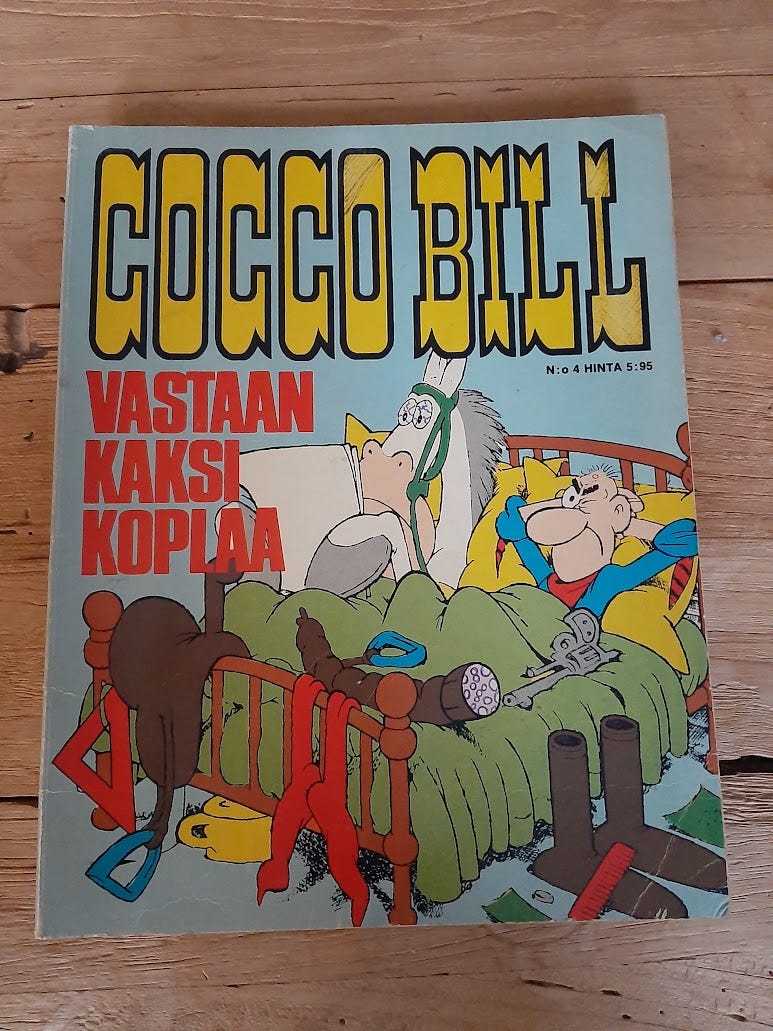 COCCO BILL
N:o 4 HINTA 5:95
VASTAAN
KAKSI
KOPLAA